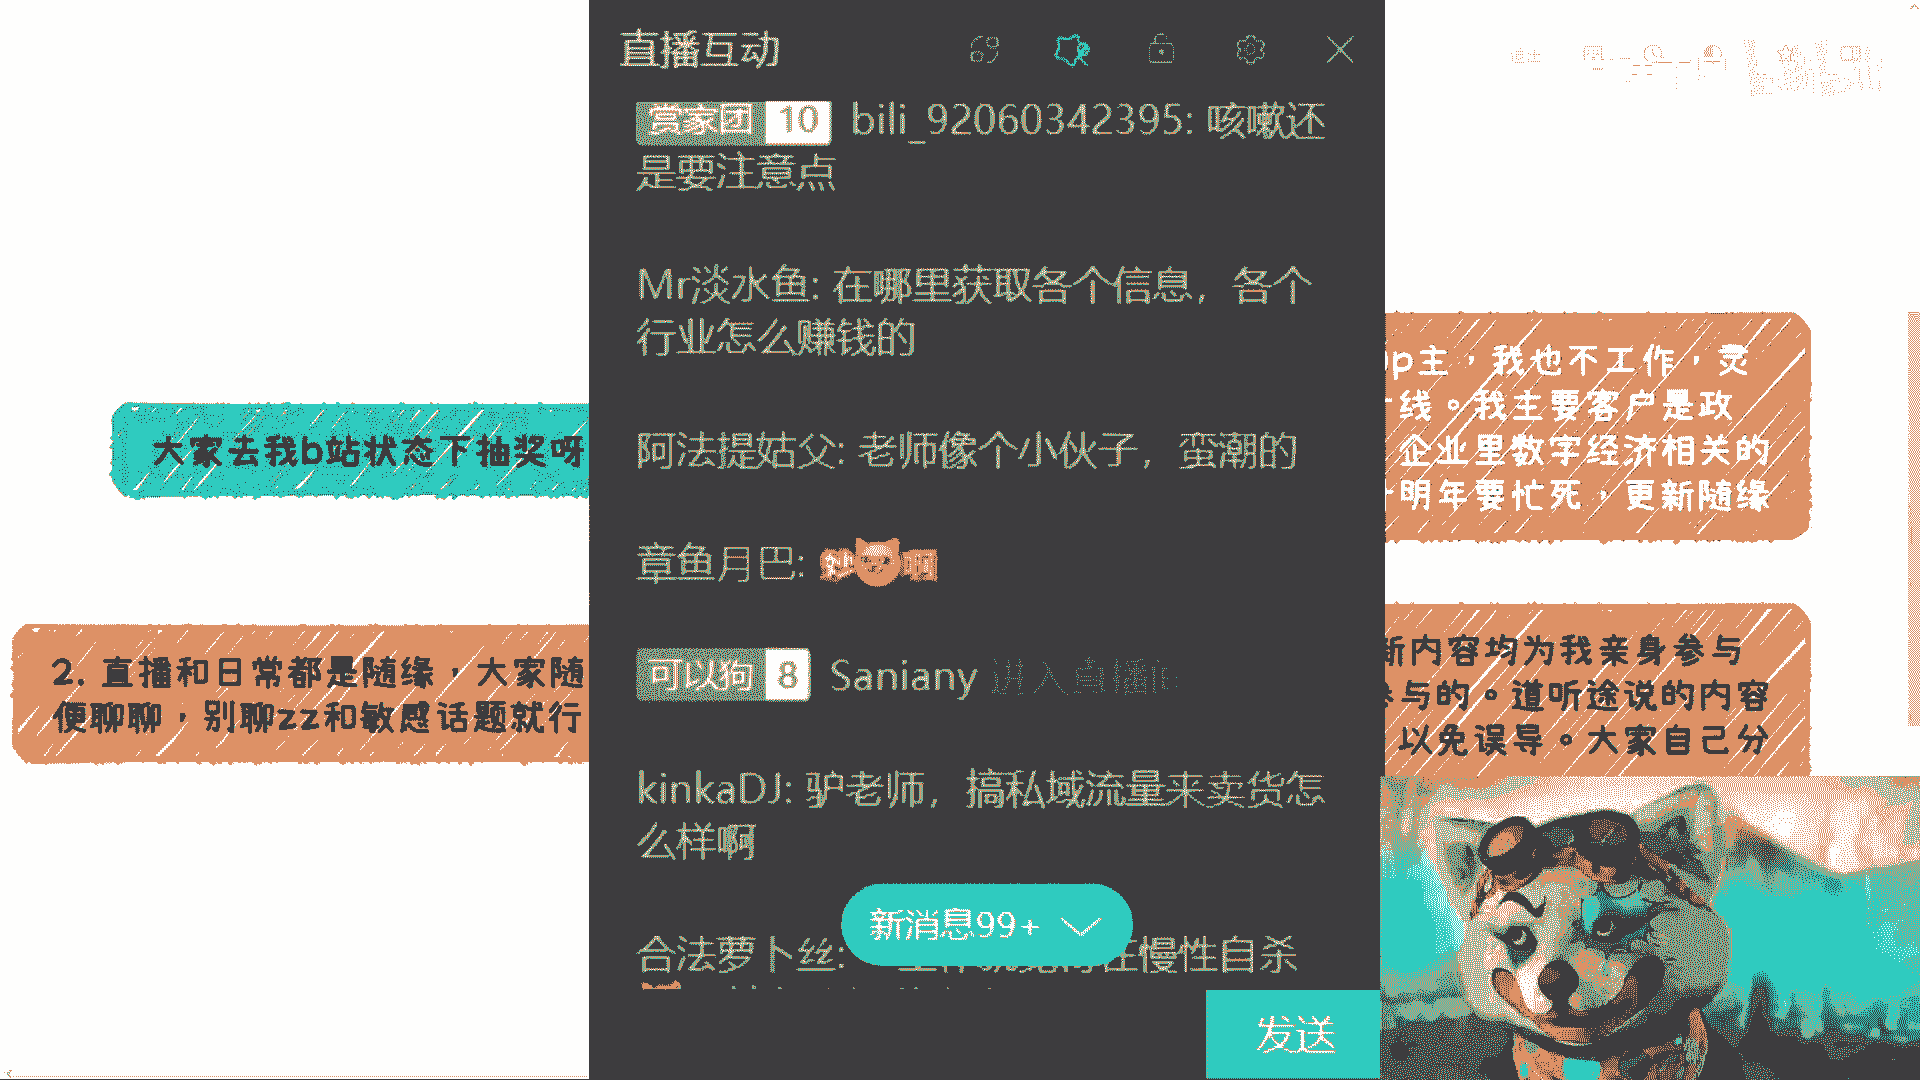 直播互动
赏家团 10 bili_92060342395: 咳嗽还
是要注意点
Mr淡水鱼: 在哪里获取各个信息，各个
行业怎么赚钱的
阿法提姑父: 老师像个小伙子，蛮潮的
章鱼月巴: 妙啊
可以狗 8 Saniany 进入直播间
kinkaDJ: 驴老师，搞私域流量来卖货怎
么样啊
新消息99+
合法萝卜丝: 在慢性自杀
发送
大家去我b站状态下抽奖呀
2. 直播和日常都是随缘，大家随
便聊聊，别聊zz和敏感话题就行
p主，我也不工作，灵
线。我主要客户是政
企业里数字经济相关的
明年要忙死，更新随缘
新内容均为我亲身参与
参与的。道听途说的内容
以免误导。大家自己分